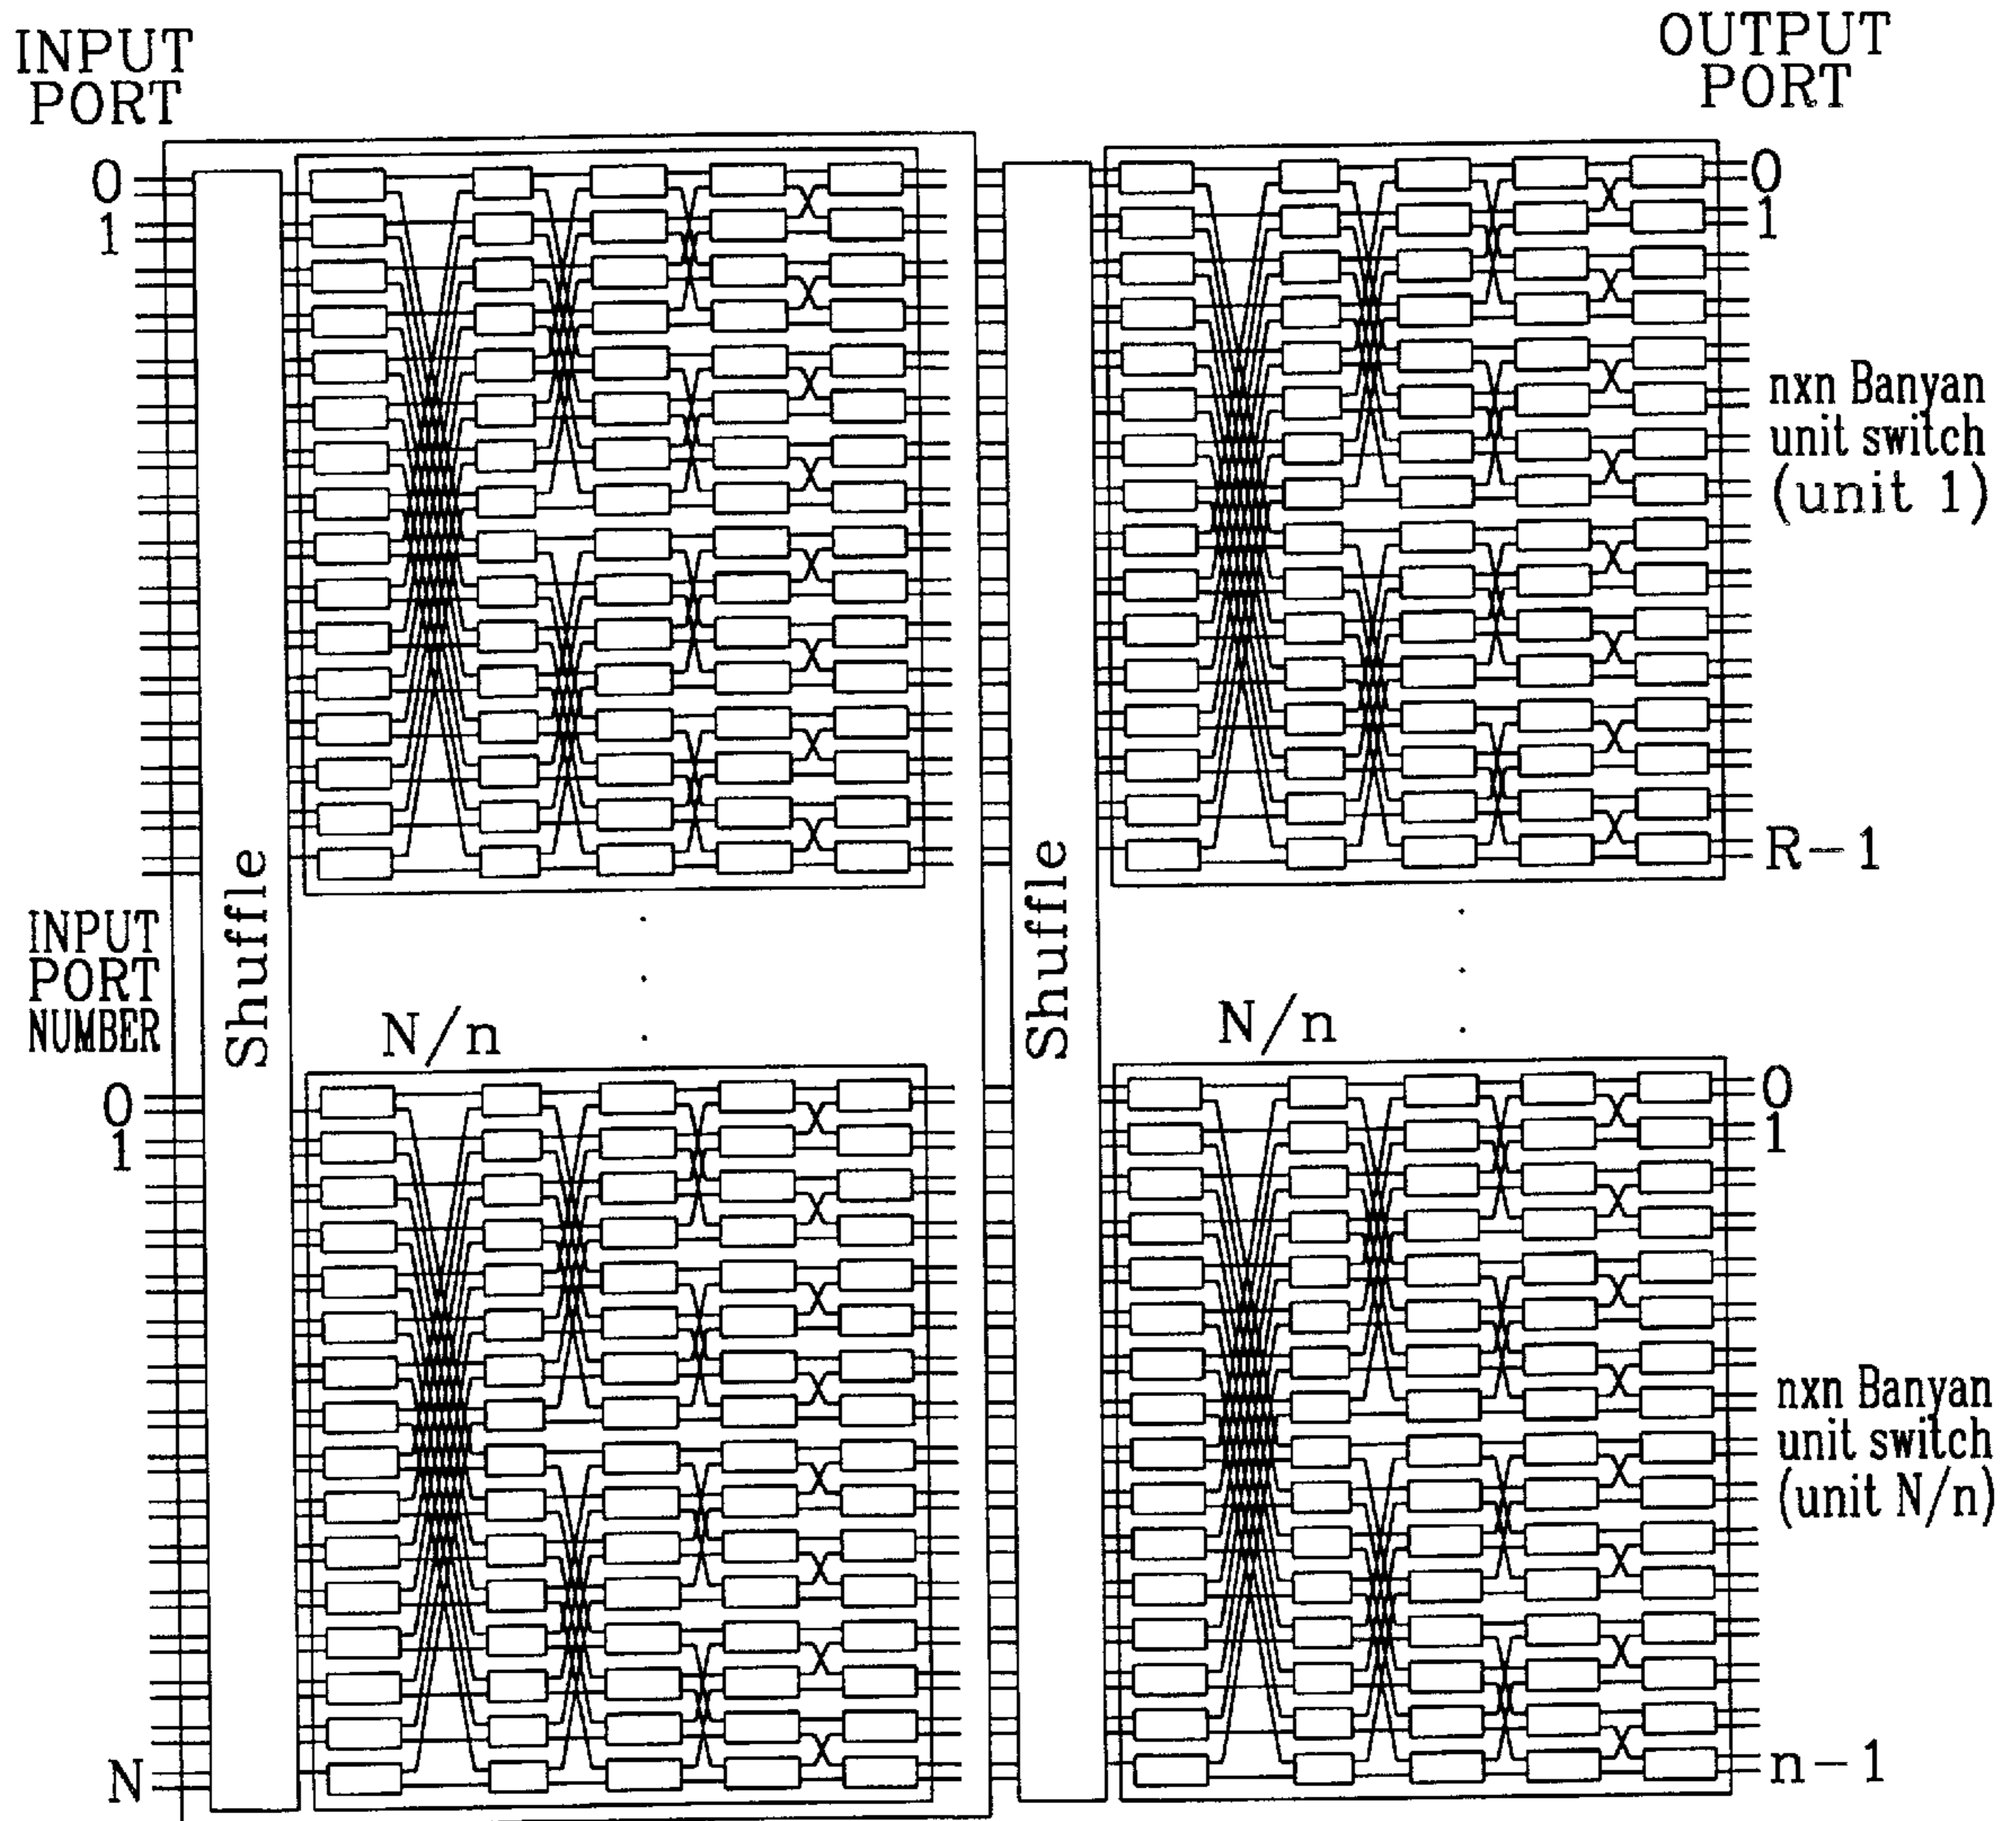 INPUT
PORT
OUTPUT
PORT
0
1
0
1
nxn Banyan
unit switch
(unit 1)
R-1
INPUT
PORT
NUMBER
Shuffle
Shuffle
N/n
N/n
0
1
0
1
nxn Banyan
unit switch
(unit N/n)
N
n-1